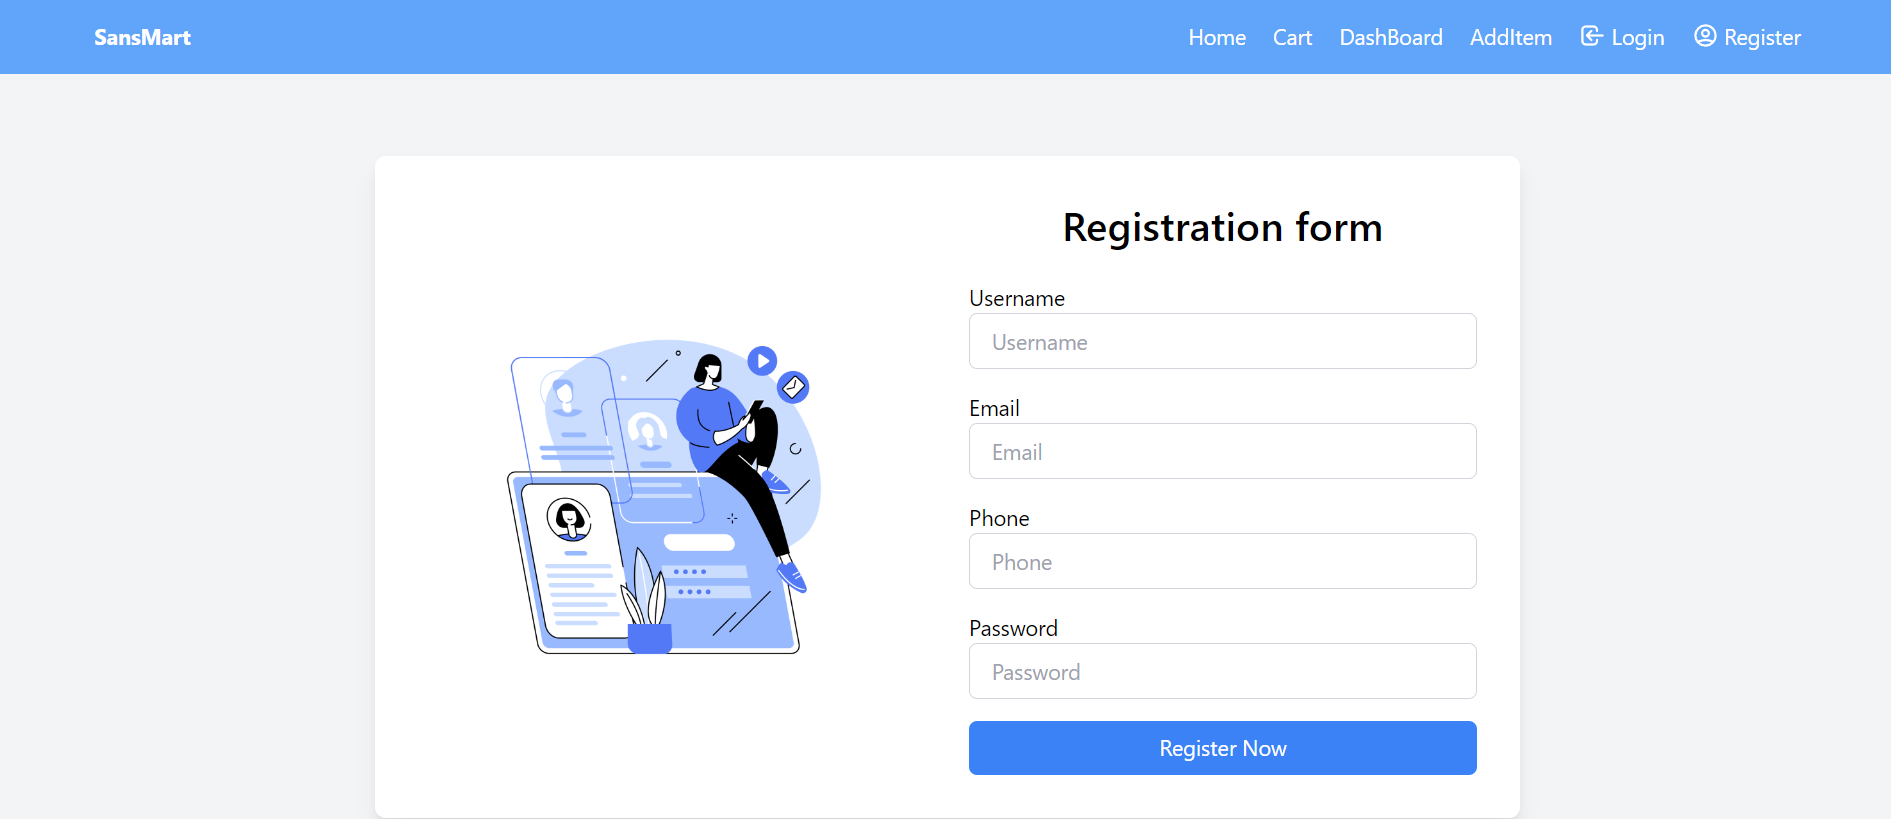 SansMart
Home Cart DashBoard AddItem Login Register
Registration form
Username
Username
Email
Email
Phone
Phone
Password
Password
Register Now